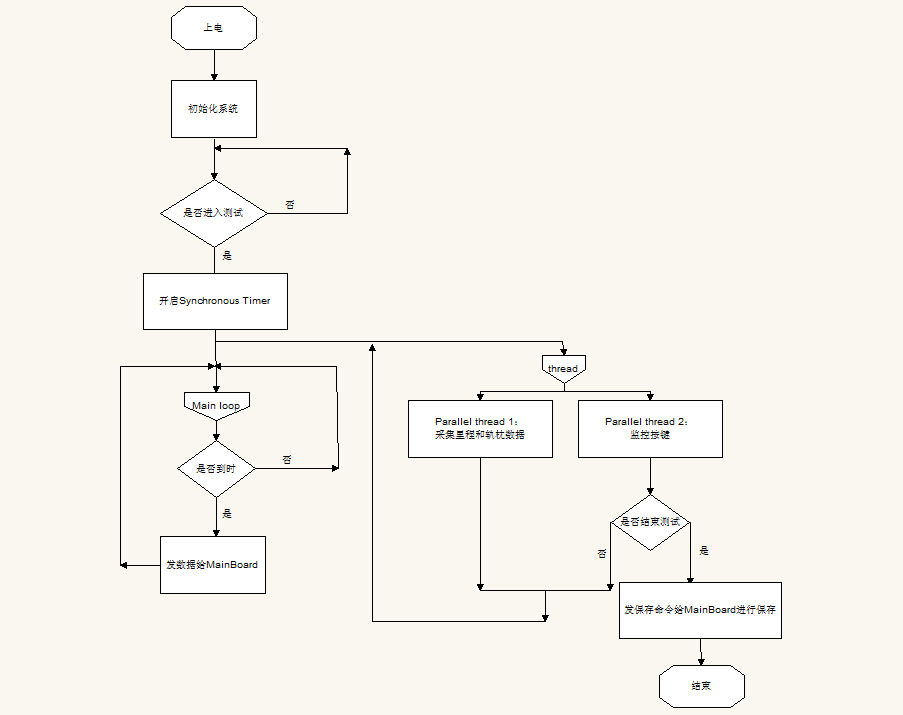 上电
初始化系统
是否进入测试
否
是
开启Synchronous Timer
thread
Main loop
Parallel thread 1：
采集里程和轨枕数据
Parallel thread 2：
监控按键
是否到时
否
是
发数据给MainBoard
是否结束测试
否
是
发保存命令给MainBoard进行保存
结束